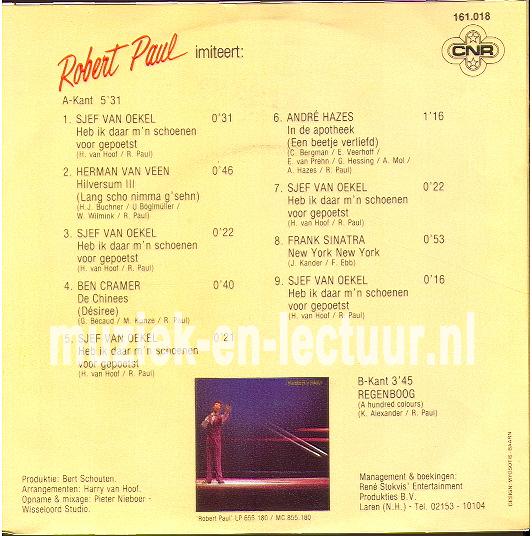 161.018
CNR
Robert Paul imiteert:
A-Kant 5'31
1. SJEF VAN OEKEL 0'31
Heb ik daar m'n schoenen
voor gepoetst
(H. van Hoof / R. Paul)
2. HERMAN VAN VEEN 0'46
Hilversum III
(Lang scho nimma g'sehn)
(H.J. Buchner / U Böglmüller /
W. Wilmink / R. Paul)
3. SJEF VAN OEKEL 0'22
Heb ik daar m'n schoenen
voor gepoetst
(H. van Hoof / R. Paul)
4. BEN CRAMER 0'40
De Chinees
(Désiree)
(G. Bécaud / M. Kunze / R. Paul)
5. SJEF VAN OEKEL 0'21
Heb ik daar m'n schoenen
voor gepoetst
(H. van Hoof / R. Paul)
6. ANDRÉ HAZES 1'16
In de apotheek
(Een beetje verliefd)
(C. Bergman / E. Veerhoff /
E. van Prehn / G. Hessing / A. Mol /
A. Hazes / R. Paul)
7. SJEF VAN OEKEL 0'22
Heb ik daar m'n schoenen
voor gepoetst
(H. van Hoof / R. Paul)
8. FRANK SINATRA 0'53
New York New York
(J. Kander / F. Ebb)
9. SJEF VAN OEKEL 0'16
Heb ik daar m'n schoenen
voor gepoetst
(H. van Hoof / R. Paul)
muziek-en-lectuur.nl
B-Kant 3'45
REGENBOOG
(A hundred colours)
(K. Alexander / R. Paul)
Produktie: Bert Schouten.
Arrangementen: Harry van Hoof.
Opname & mixage: Pieter Nieboer -
Wisseloord Studio.
Robert Paul: LP 655.180 / MC 855.180
Management & boekingen:
René Stokvis' Entertainment
Produkties B.V.
Laren (N.H.) - Tel. 02153 - 10104
DESIGN: WYDSOTIS - BAARN